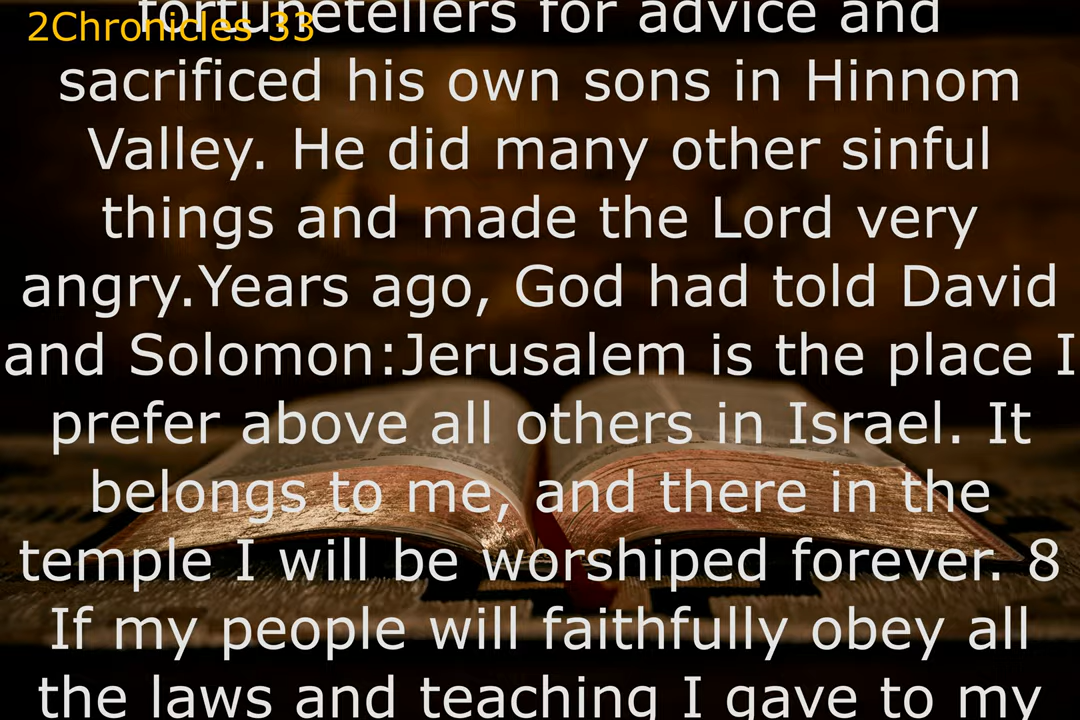 2Chronicles 33
fortunetellers for advice and
sacrificed his own sons in Hinnom
Valley. He did many other sinful
things and made the Lord very
angry.Years ago, God had told David
and Solomon:Jerusalem is the place I
prefer above all others in Israel. It
belongs to me, and there in the
temple I will be worshiped forever. 8
If my people will faithfully obey all
the laws and teaching I gave to my